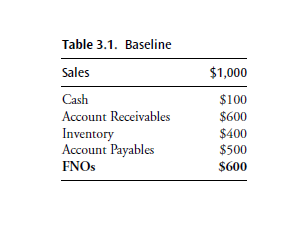 Table 3.1. Baseline
Sales $1,000
Cash $100
Account Receivables $600
Inventory $400
Account Payables $500
FNOs $600